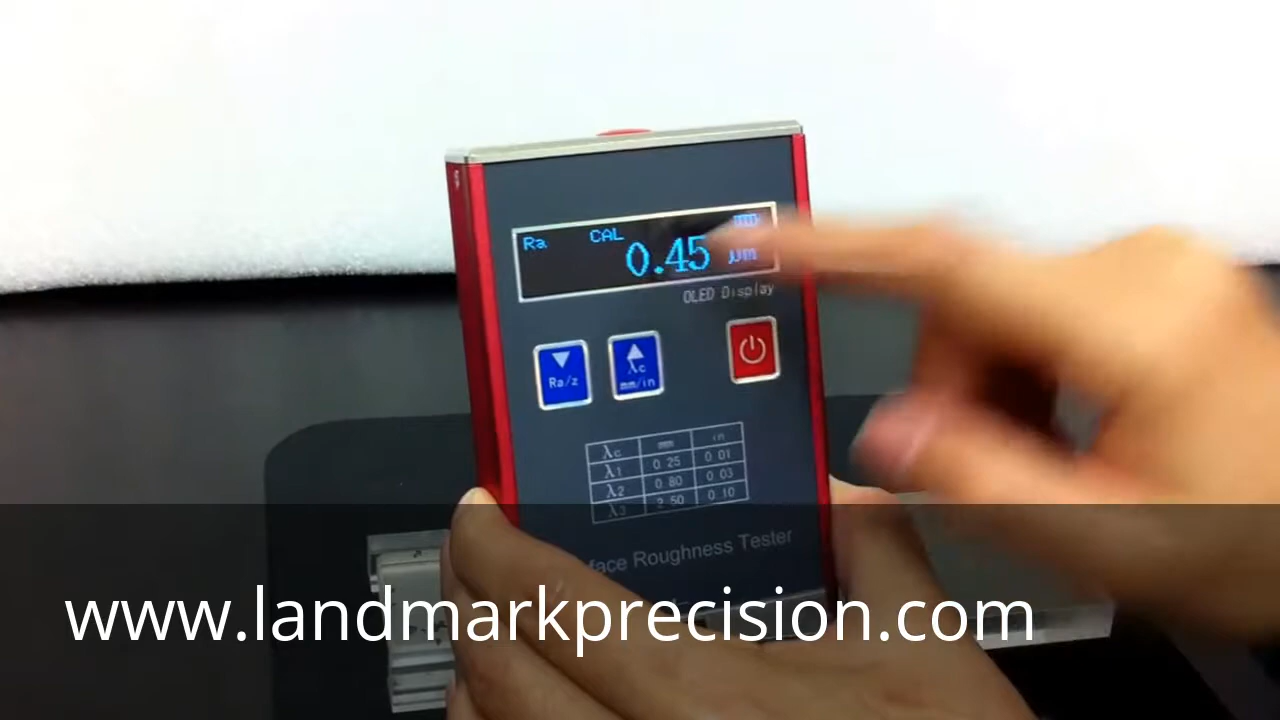 Ra CAL
0.45 µm
OLED Display
Ra/z
λc
mm/in
λc mm in
λ1 0.25 0.01
λ2 0.80 0.03
λ3 2.50 0.10
face Roughness Tester
www.landmarkprecision.com